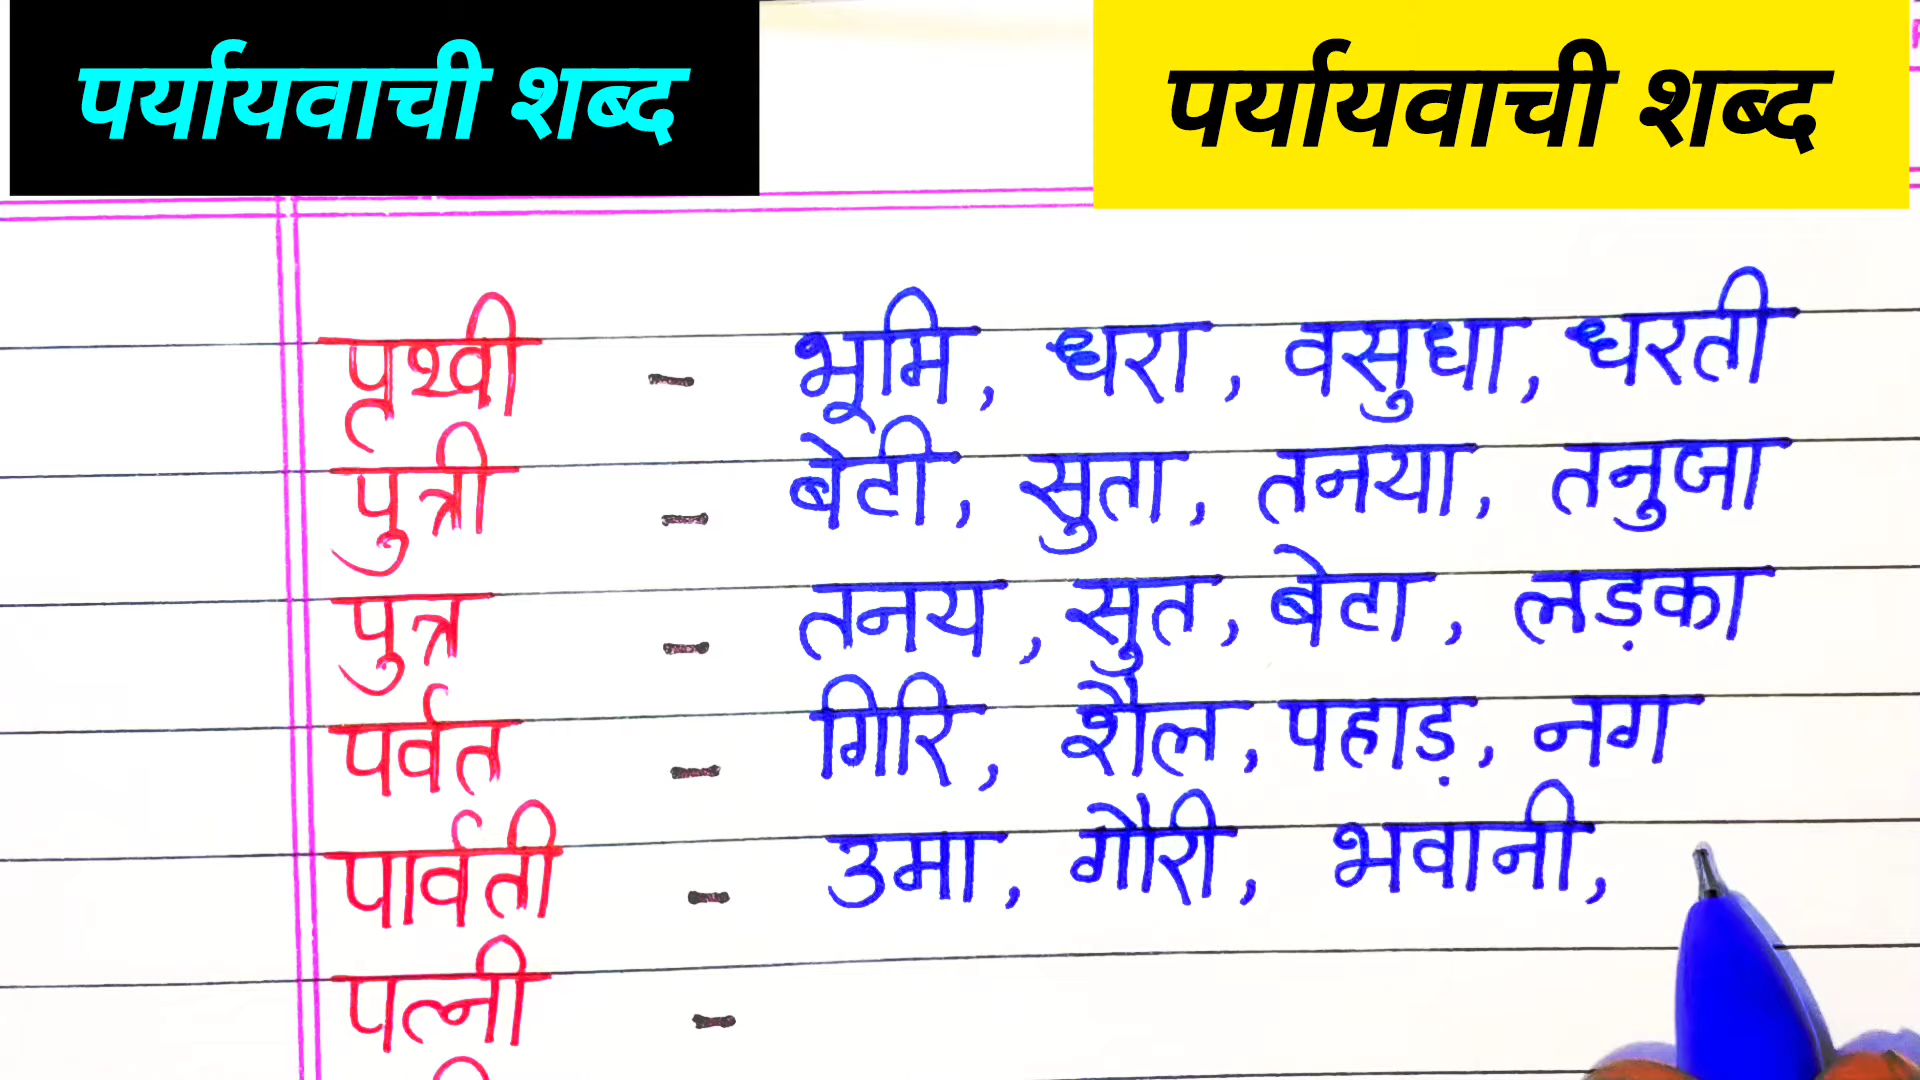 पर्यायवाची शब्द
पर्यायवाची शब्द
पृथ्वी - भूमि, धरा, वसुधा, धरती
पुत्री - बेटी, सुता, तनया, तनुजा
पुत्र - तनय, सुत, बेटा, लड़का
पर्वत - गिरि, शैल, पहाड़, नग
पार्वती - उमा, गौरी, भवानी,
पत्नी -